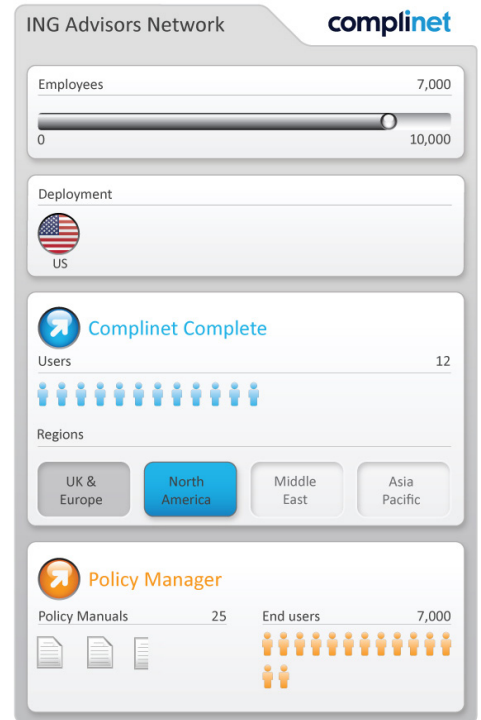 ING Advisors Network
complinet
Employees 7,000
0 10,000
Deployment
US
Complinet Complete
Users 12
Regions
UK &
Europe
North
America
Middle
East
Asia
Pacific
Policy Manager
Policy Manuals 25
End users 7,000